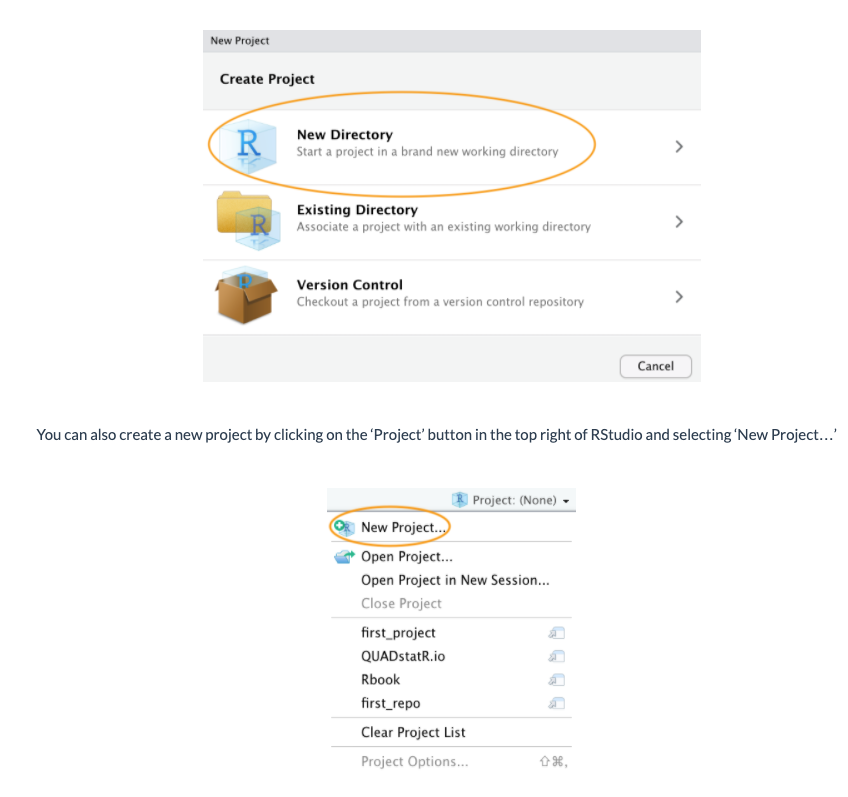 New Project
Create Project
New Directory
Start a project in a brand new working directory
Existing Directory
Associate a project with an existing working directory
Version Control
Checkout a project from a version control repository
Cancel
You can also create a new project by clicking on the ‘Project’ button in the top right of RStudio and selecting ‘New Project…’
Project: (None)
New Project...
Open Project...
Open Project in New Session...
Close Project
first_project
QUADstatR.io
Rbook
first_repo
Clear Project List
Project Options... ⇧⌘,